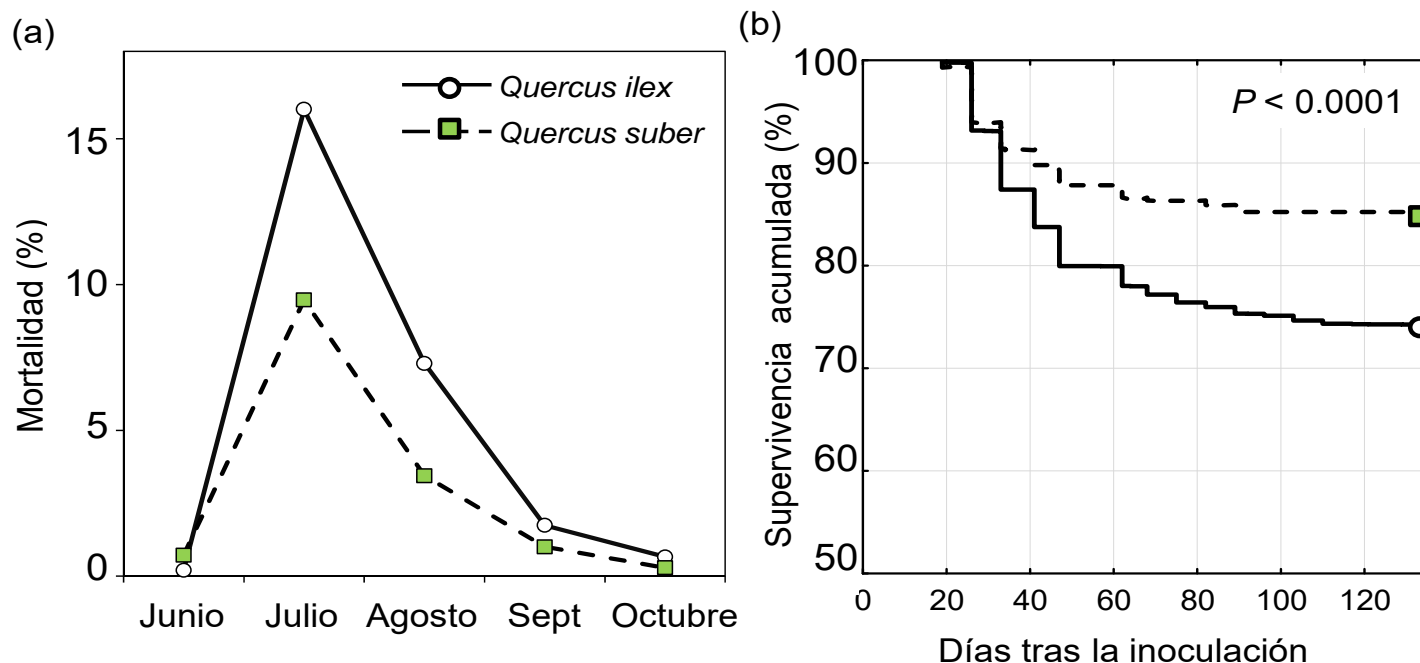 (a)
Quercus ilex
Quercus suber
Mortalidad (%)
15
10
5
0
Junio Julio Agosto Sept Octubre
(b)
P < 0.0001
Supervivencia acumulada (%)
100
90
80
70
60
50
0 20 40 60 80 100 120
Días tras la inoculación